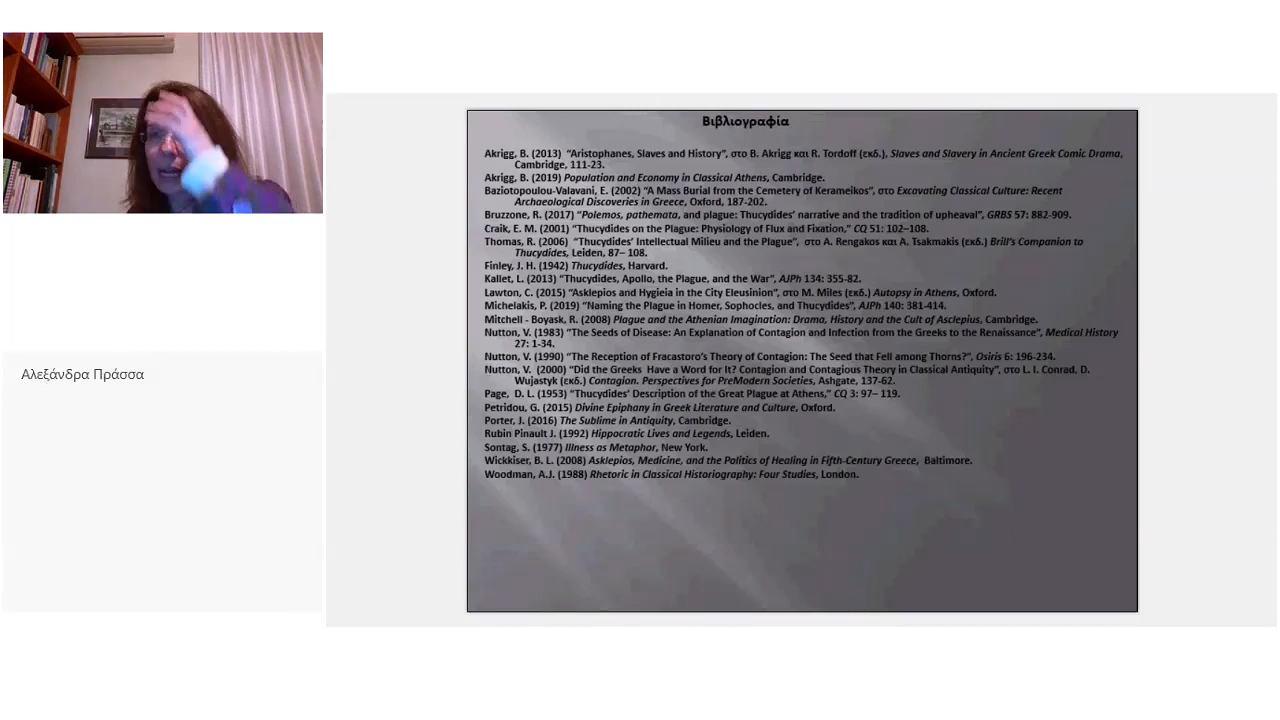 Βιβλιογραφία
Akrigg, B. (2013) “Aristophanes, Slaves and History”, στο B. Akrigg και R. Tordoff (εκδ.), Slaves and Slavery in Ancient Greek Comic Drama,
Cambridge, 111-23.
Akrigg, B. (2019) Population and Economy in Classical Athens, Cambridge.
Baziotopoulou-Valavani, E. (2002) “A Mass Burial from the Cemetery of Kerameikos”, στο Excavating Classical Culture: Recent
Archaeological Discoveries in Greece, Oxford, 187-202.
Bruzzone, R. (2017) “Polemos, pathemata, and plague: Thucydides’ narrative and the tradition of upheaval”, GRBS 57: 882-909.
Craik, E. M. (2001) “Thucydides on the Plague: Physiology of Flux and Fixation,” CQ 51: 102–108.
Thomas, R. (2006) “Thucydides’ Intellectual Milieu and the Plague”, στο A. Rengakos και A. Tsakmakis (εκδ.) Brill’s Companion to
Thucydides, Leiden, 87– 108.
Finley, J. H. (1942) Thucydides, Harvard.
Kallet, L. (2013) “Thucydides, Apollo, the Plague, and the War”, AJPh 134: 355-82.
Lawton, C. (2015) “Asklepios and Hygieia in the City Eleusinion”, στο M. Miles (εκδ.) Autopsy in Athens, Oxford.
Michelakis, P. (2019) “Naming the Plague in Homer, Sophocles, and Thucydides”, AJPh 140: 381-414.
Mitchell - Boyask, R. (2008) Plague and the Athenian Imagination: Drama, History and the Cult of Asclepius, Cambridge.
Nutton, V. (1983) “The Seeds of Disease: An Explanation of Contagion and Infection from the Greeks to the Renaissance”, Medical History
27: 1-34.
Nutton, V. (1990) “The Reception of Fracastoro’s Theory of Contagion: The Seed that Fell among Thorns?”, Osiris 6: 196-234.
Nutton, V. (2000) “Did the Greeks Have a Word for It? Contagion and Contagious Theory in Classical Antiquity”, στο L. I. Conrad, D.
Wujastyk (εκδ.) Contagion. Perspectives for PreModern Societies, Ashgate, 137-62.
Page, D. L. (1953) “Thucydides’ Description of the Great Plague at Athens,” CQ 3: 97– 119.
Petridou, G. (2015) Divine Epiphany in Greek Literature and Culture, Oxford.
Porter, J. (2016) The Sublime in Antiquity, Cambridge.
Rubin Pinault J. (1992) Hippocratic Lives and Legends, Leiden.
Sontag, S. (1977) Illness as Metaphor, New York.
Wickkiser, B. L. (2008) Asklepios, Medicine, and the Politics of Healing in Fifth-Century Greece, Baltimore.
Woodman, A.J. (1988) Rhetoric in Classical Historiography: Four Studies, London.
Αλεξάνδρα Πράσσα